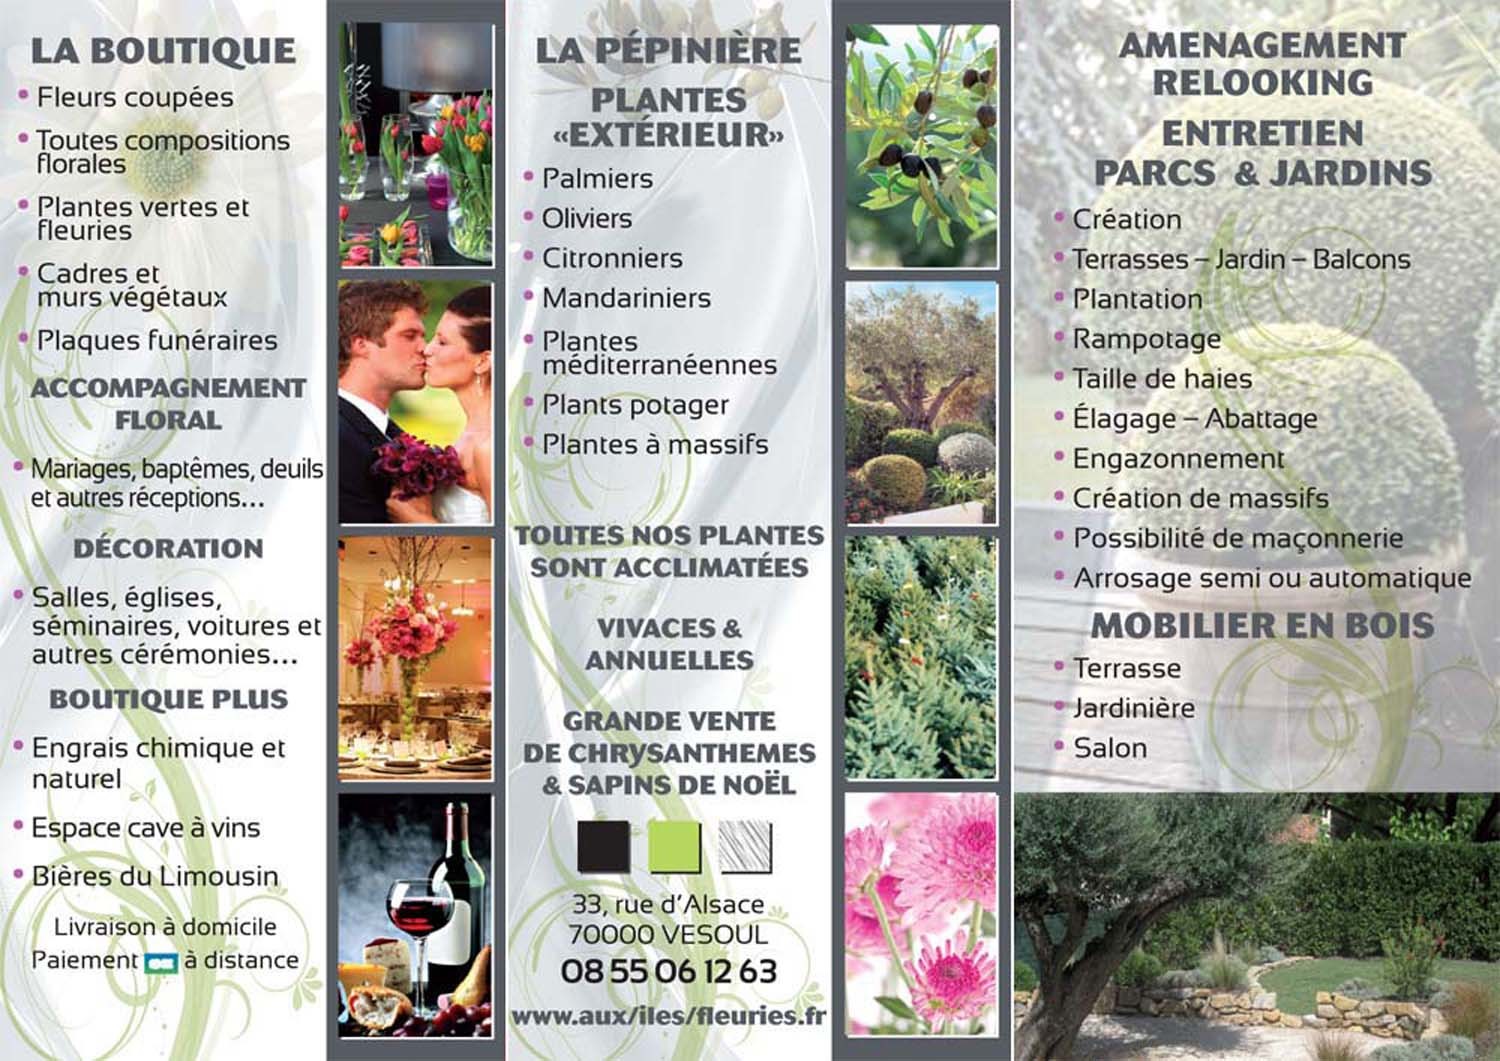 LA BOUTIQUE
• Fleurs coupées
• Toutes compositions
florales
• Plantes vertes et
fleuries
• Cadres et
murs végétaux
• Plaques funéraires
ACCOMPAGNEMENT
FLORAL
• Mariages, baptêmes, deuils
et autres réceptions...
DÉCORATION
• Salles, églises,
séminaires, voitures et
autres cérémonies...
BOUTIQUE PLUS
• Engrais chimique et
naturel
• Espace cave à vins
• Bières du Limousin
Livraison à domicile
Paiement CB à distance
LA PÉPINIÈRE
PLANTES
«EXTÉRIEUR»
• Palmiers
• Oliviers
• Citronniers
• Mandariniers
• Plantes
méditerranéennes
• Plants potager
• Plantes à massifs
TOUTES NOS PLANTES
SONT ACCLIMATÉES
VIVACES &
ANNUELLES
GRANDE VENTE
DE CHRYSANTHEMES
& SAPINS DE NOËL
33, rue d'Alsace
70000 VESOUL
08 55 06 12 63
www.aux/iles/fleuries.fr
AMENAGEMENT
RELOOKING
ENTRETIEN
PARCS & JARDINS
• Création
• Terrasses – Jardin – Balcons
• Plantation
• Rampotage
• Taille de haies
• Élagage – Abattage
• Engazonnement
• Création de massifs
• Possibilité de maçonnerie
• Arrosage semi ou automatique
MOBILIER EN BOIS
• Terrasse
• Jardinière
• Salon